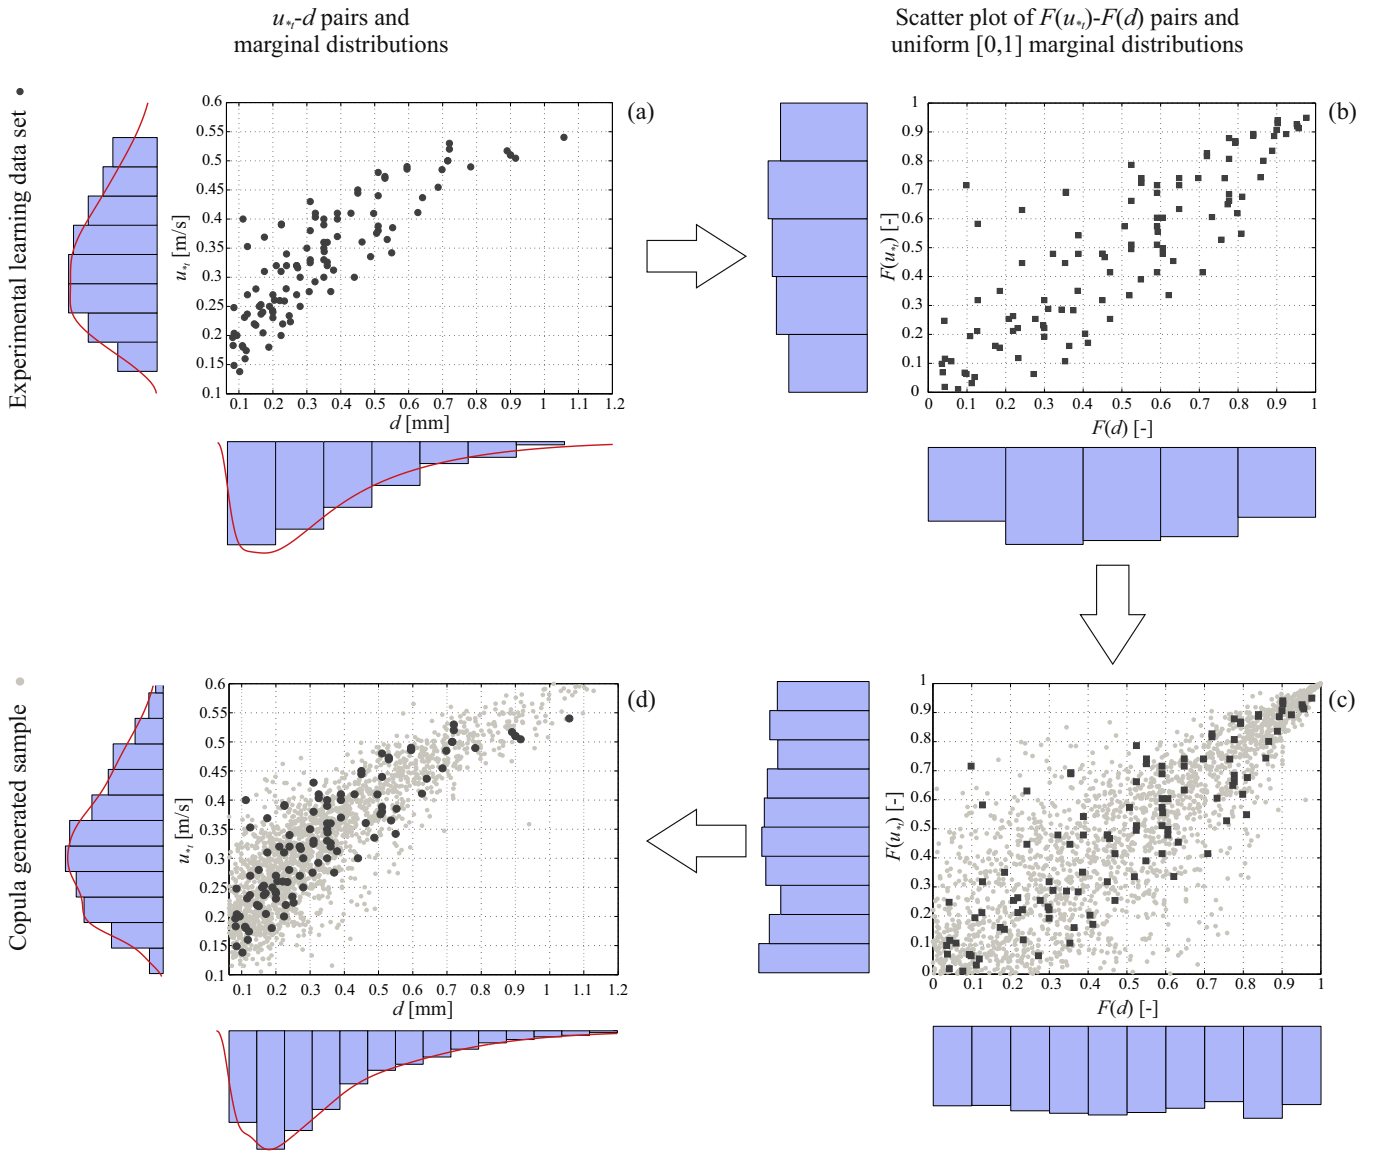 u*t-d pairs and
marginal distributions
Scatter plot of F(u*t)-F(d) pairs and
uniform [0,1] marginal distributions
Experimental learning data set
(a)
0.6
0.55
0.5
0.45
0.4
0.35
0.3
0.25
0.2
0.15
0.1
u*t [m/s]
0.1 0.2 0.3 0.4 0.5 0.6 0.7 0.8 0.9 1 1.1 1.2
d [mm]
(b)
1
0.9
0.8
0.7
0.6
0.5
0.4
0.3
0.2
0.1
0
F(u*t) [-]
0 0.1 0.2 0.3 0.4 0.5 0.6 0.7 0.8 0.9 1
F(d) [-]
Copula generated sample
(d)
0.6
0.55
0.5
0.45
0.4
0.35
0.3
0.25
0.2
0.15
0.1
u*t [m/s]
0.1 0.2 0.3 0.4 0.5 0.6 0.7 0.8 0.9 1 1.1 1.2
d [mm]
(c)
1
0.9
0.8
0.7
0.6
0.5
0.4
0.3
0.2
0.1
0
F(u*t) [-]
0 0.1 0.2 0.3 0.4 0.5 0.6 0.7 0.8 0.9 1
F(d) [-]